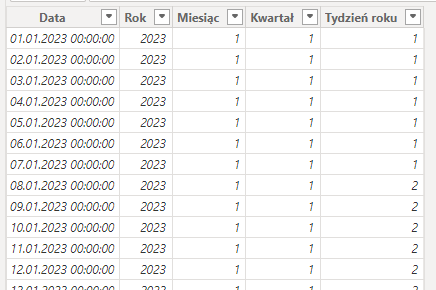 Data Rok Miesiąc Kwartał Tydzień roku
01.01.2023 00:00:00 2023 1 1 1
02.01.2023 00:00:00 2023 1 1 1
03.01.2023 00:00:00 2023 1 1 1
04.01.2023 00:00:00 2023 1 1 1
05.01.2023 00:00:00 2023 1 1 1
06.01.2023 00:00:00 2023 1 1 1
07.01.2023 00:00:00 2023 1 1 1
08.01.2023 00:00:00 2023 1 1 2
09.01.2023 00:00:00 2023 1 1 2
10.01.2023 00:00:00 2023 1 1 2
11.01.2023 00:00:00 2023 1 1 2
12.01.2023 00:00:00 2023 1 1 2